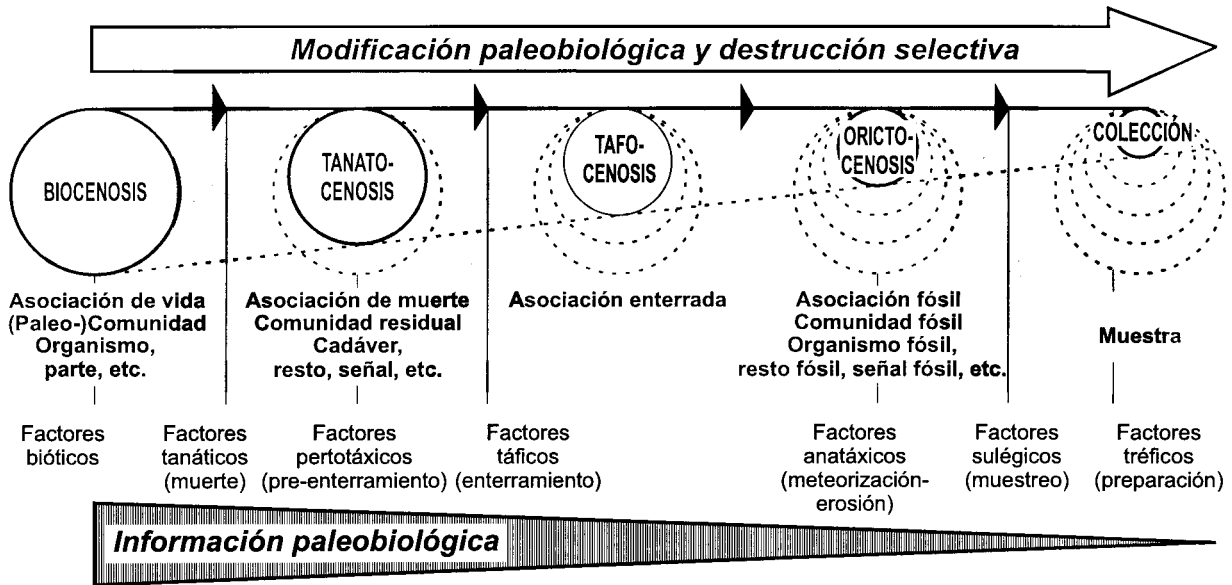 Modificación paleobiológica y destrucción selectiva
BIOCENOSIS
TANATO-
CENOSIS
TAFO-
CENOSIS
ORICTO-
CENOSIS
COLECCIÓN
Asociación de vida
(Paleo-)Comunidad
Organismo,
parte, etc.
Asociación de muerte
Comunidad residual
Cadáver,
resto, señal, etc.
Asociación enterrada
Asociación fósil
Comunidad fósil
Organismo fósil,
resto fósil, señal fósil, etc.
Muestra
Factores
bióticos
Factores
tanáticos
(muerte)
Factores
pertotáxicos
(pre-enterramiento)
Factores
táficos
(enterramiento)
Factores
anatáxicos
(meteorización-
erosión)
Factores
sulégicos
(muestreo)
Factores
tréficos
(preparación)
Información paleobiológica